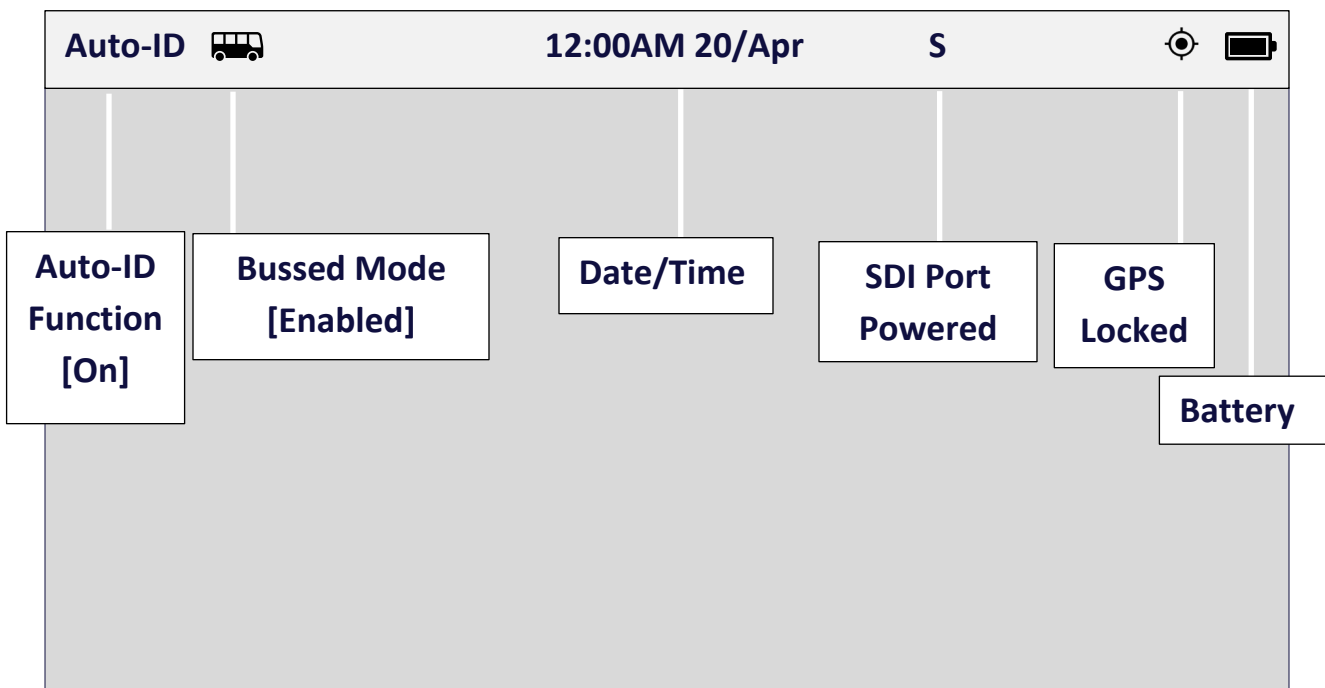 Auto-ID 12:00AM 20/Apr S
Auto-ID
Function
[On]
Bussed Mode
[Enabled]
Date/Time
SDI Port
Powered
GPS
Locked
Battery